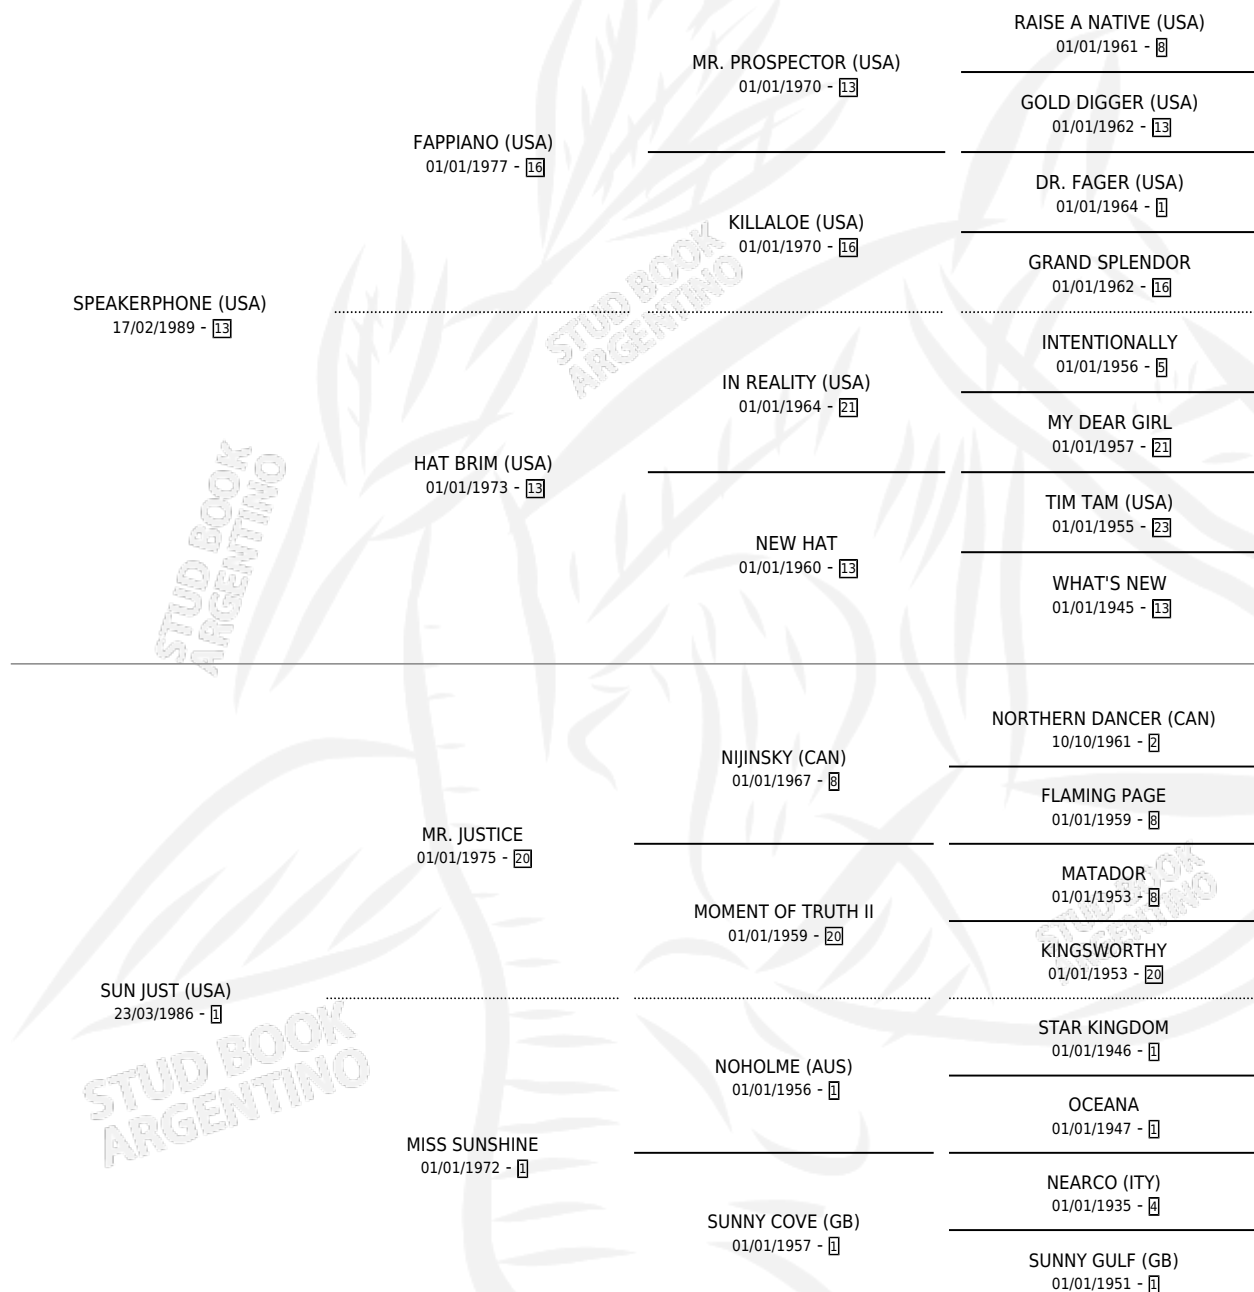 RAISE A NATIVE (USA)
01/01/1961 - 8
MR. PROSPECTOR (USA)
01/01/1970 - 13
GOLD DIGGER (USA)
01/01/1962 - 13
FAPPIANO (USA)
01/01/1977 - 16
DR. FAGER (USA)
01/01/1964 - 1
KILLALOE (USA)
01/01/1970 - 16
GRAND SPLENDOR
01/01/1962 - 16
SPEAKERPHONE (USA)
17/02/1989 - 13
INTENTIONALLY
01/01/1956 - 5
IN REALITY (USA)
01/01/1964 - 21
MY DEAR GIRL
01/01/1957 - 21
HAT BRIM (USA)
01/01/1973 - 13
TIM TAM (USA)
01/01/1955 - 23
NEW HAT
01/01/1960 - 13
WHAT'S NEW
01/01/1945 - 13
NORTHERN DANCER (CAN)
10/10/1961 - 2
NIJINSKY (CAN)
01/01/1967 - 8
FLAMING PAGE
01/01/1959 - 8
MR. JUSTICE
01/01/1975 - 20
MATADOR
01/01/1953 - 8
MOMENT OF TRUTH II
01/01/1959 - 20
KINGSWORTHY
01/01/1953 - 20
SUN JUST (USA)
23/03/1986 - 1
STAR KINGDOM
01/01/1946 - 1
NOHOLME (AUS)
01/01/1956 - 1
OCEANA
01/01/1947 - 1
MISS SUNSHINE
01/01/1972 - 1
NEARCO (ITY)
01/01/1935 - 4
SUNNY COVE (GB)
01/01/1957 - 1
SUNNY GULF (GB)
01/01/1951 - 1
STUD BOOK
ARGENTINO
STUD BOOK
ARGENTINO
STUD BOOK
ARGENTINO
STUD BOOK
ARGENTINO